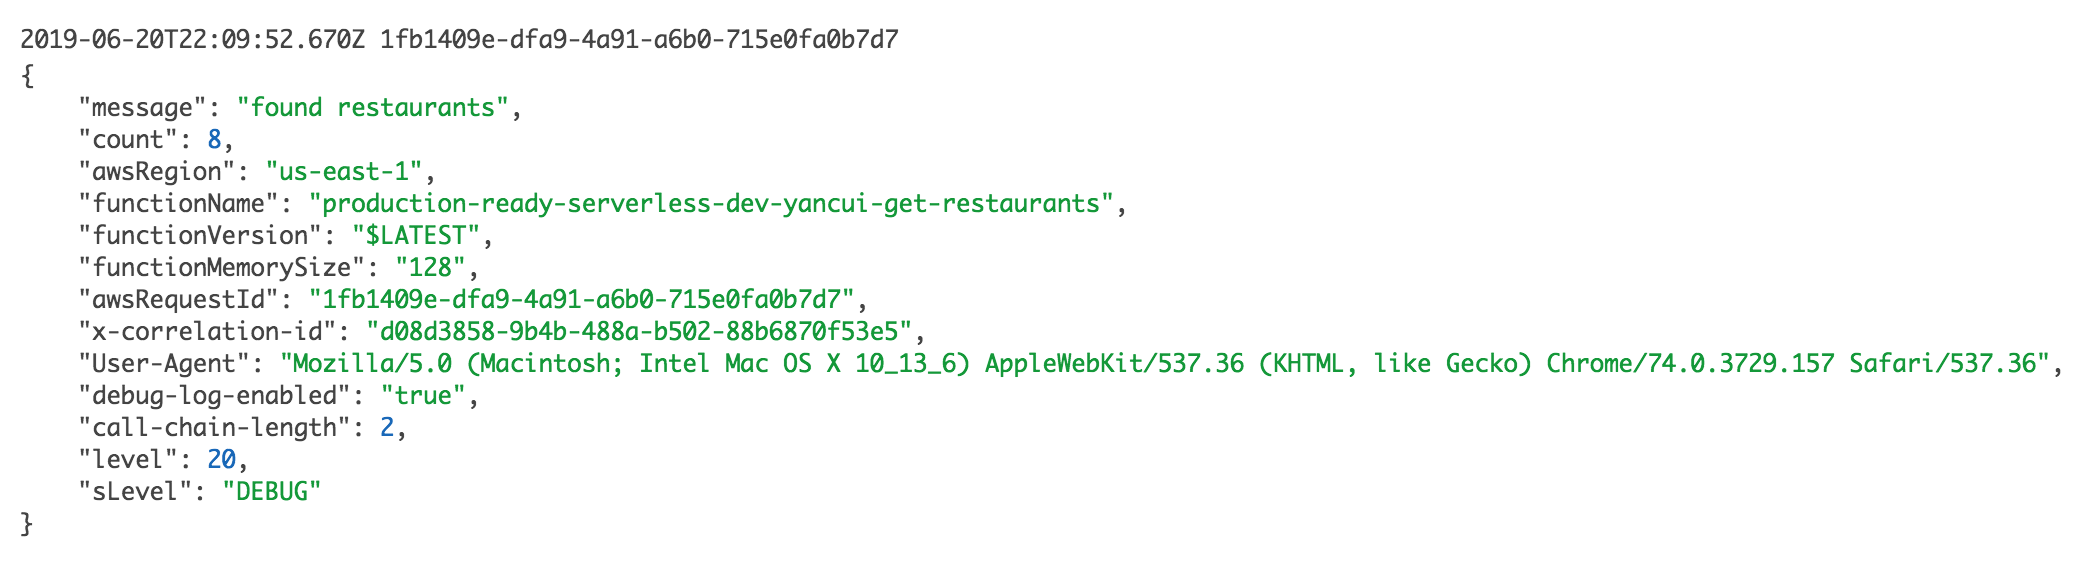 2019-06-20T22:09:52.670Z 1fb1409e-dfa9-4a91-a6b0-715e0fa0b7d7
{
    "message": "found restaurants",
    "count": 8,
    "awsRegion": "us-east-1",
    "functionName": "production-ready-serverless-dev-yancui-get-restaurants",
    "functionVersion": "$LATEST",
    "functionMemorySize": "128",
    "awsRequestId": "1fb1409e-dfa9-4a91-a6b0-715e0fa0b7d7",
    "x-correlation-id": "d08d3858-9b4b-488a-b502-88b6870f53e5",
    "User-Agent": "Mozilla/5.0 (Macintosh; Intel Mac OS X 10_13_6) AppleWebKit/537.36 (KHTML, like Gecko) Chrome/74.0.3729.157 Safari/537.36",
    "debug-log-enabled": "true",
    "call-chain-length": 2,
    "level": 20,
    "sLevel": "DEBUG"
}